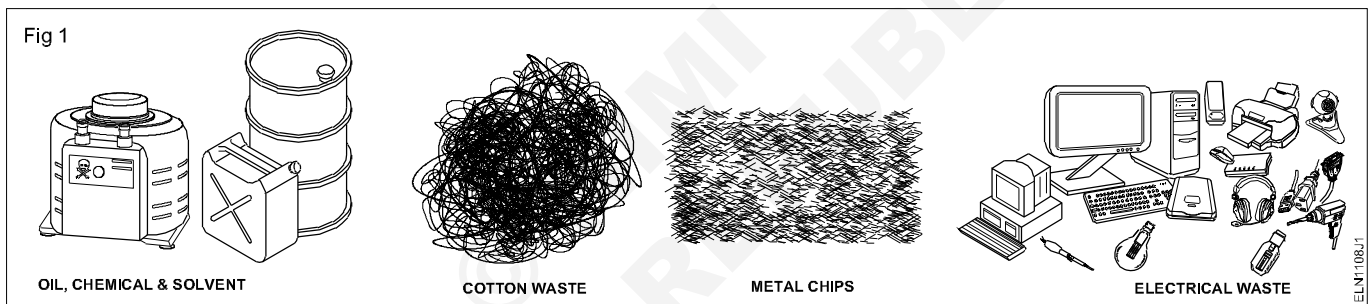 Fig 1
OIL, CHEMICAL & SOLVENT
COTTON WASTE
METAL CHIPS
ELECTRICAL WASTE
ELN1108J1